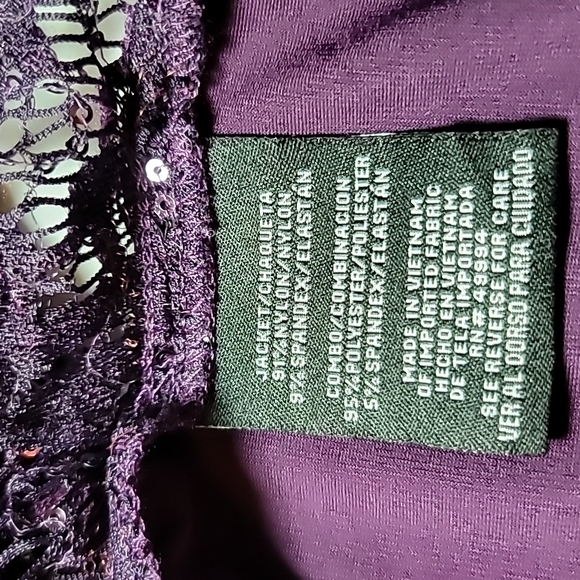 JACKET/CHAQUETA
91%NYLON/NYLON
9%SPANDEX/ELASTAN
COMBO/COMBINACION
95%POLYESTER/POLIESTER
5%SPANDEX/ELASTAN
MADE IN VIETNAM
OF IMPORTED FABRIC
HECHO EN VIETNAM
DE TELA IMPORTADA
RN# 49994
SEE REVERSE FOR CARE
VER AL DORSO PARA CUIDADO